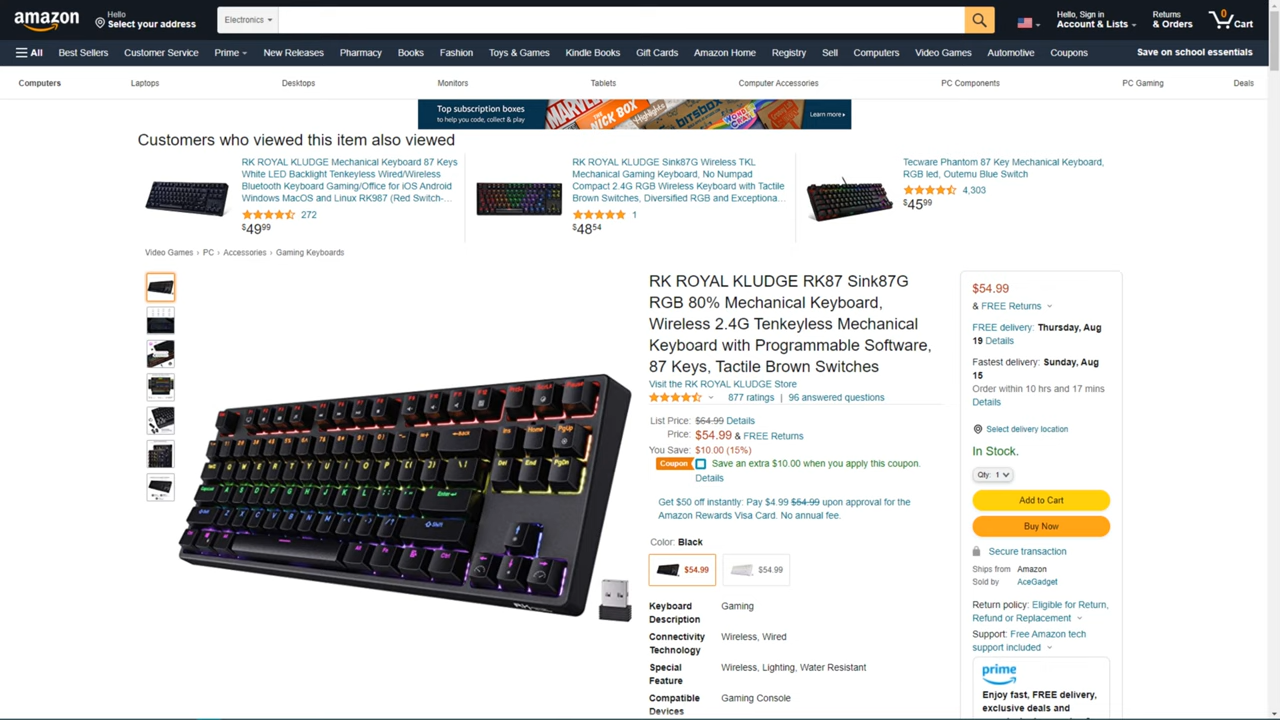 amazon
Hello
Select your address
Electronics
Hello, Sign in
Account & Lists
Returns
& Orders
0
Cart
All
Best Sellers
Customer Service
Prime
New Releases
Pharmacy
Books
Fashion
Toys & Games
Kindle Books
Gift Cards
Amazon Home
Registry
Sell
Computers
Video Games
Automotive
Coupons
Save on school essentials
Computers
Laptops
Desktops
Monitors
Tablets
Computer Accessories
PC Components
PC Gaming
Deals
Top subscription boxes
to help you code, collect & play
MARVEL
THE NICK BOX
Highlights
bitsbox
Learn more
Customers who viewed this item also viewed
RK ROYAL KLUDGE Mechanical Keyboard 87 Keys
White LED Backlight Tenkeyless Wired/Wireless
Bluetooth Keyboard Gaming/Office for iOS Android
Windows MacOS and Linux RK987 (Red Switch-...
272
$49.99
RK ROYAL KLUDGE Sink87G Wireless TKL
Mechanical Gaming Keyboard, No Numpad
Compact 2.4G RGB Wireless Keyboard with Tactile
Brown Switches, Diversified RGB and Exceptiona...
1
$48.54
Tecware Phantom 87 Key Mechanical Keyboard,
RGB led, Outemu Blue Switch
4,303
$45.99
Video Games › PC › Accessories › Gaming Keyboards
RK ROYAL KLUDGE RK87 Sink87G
RGB 80% Mechanical Keyboard,
Wireless 2.4G Tenkeyless Mechanical
Keyboard with Programmable Software,
87 Keys, Tactile Brown Switches
Visit the RK ROYAL KLUDGE Store
877 ratings | 96 answered questions
List Price: $64.99 Details
Price: $54.99 & FREE Returns
You Save: $10.00 (15%)
Coupon Save an extra $10.00 when you apply this coupon.
Details
Get $50 off instantly: Pay $4.99 $54.99 upon approval for the
Amazon Rewards Visa Card. No annual fee.
Color: Black
$54.99
$54.99
Keyboard
Description
Gaming
Connectivity
Technology
Wireless, Wired
Special
Feature
Wireless, Lighting, Water Resistant
Compatible
Devices
Gaming Console
$54.99
& FREE Returns
FREE delivery: Thursday, Aug
19 Details
Fastest delivery: Sunday, Aug
15
Order within 10 hrs and 17 mins
Details
Select delivery location
In Stock.
Qty: 1
Add to Cart
Buy Now
Secure transaction
Ships from Amazon
Sold by AceGadget
Return policy: Eligible for Return,
Refund or Replacement
Support: Free Amazon tech
support included
prime
Enjoy fast, FREE delivery,
exclusive deals and